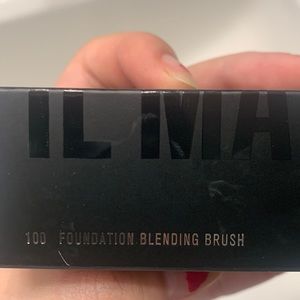 IL MA
100 FOUNDATION BLENDING BRUSH